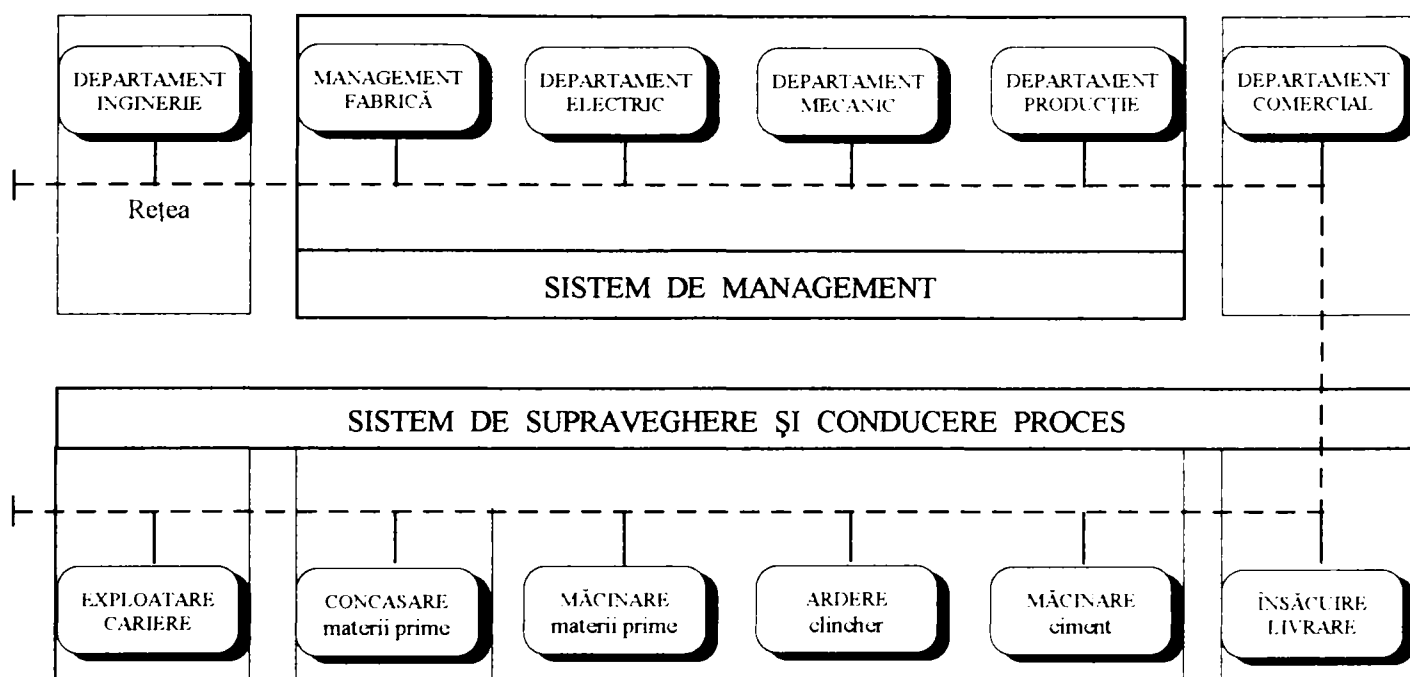 DEPARTAMENT
INGINERIE
MANAGEMENT
FABRICĂ
DEPARTAMENT
ELECTRIC
DEPARTAMENT
MECANIC
DEPARTAMENT
PRODUCȚIE
DEPARTAMENT
COMERCIAL
Rețea
SISTEM DE MANAGEMENT
SISTEM DE SUPRAVEGHERE ŞI CONDUCERE PROCES
EXPLOATARE
CARIERE
CONCASARE
materii prime
MĂCINARE
materii prime
ARDERE
clincher
MĂCINARE
ciment
ÎNSĂCUIRE
LIVRARE